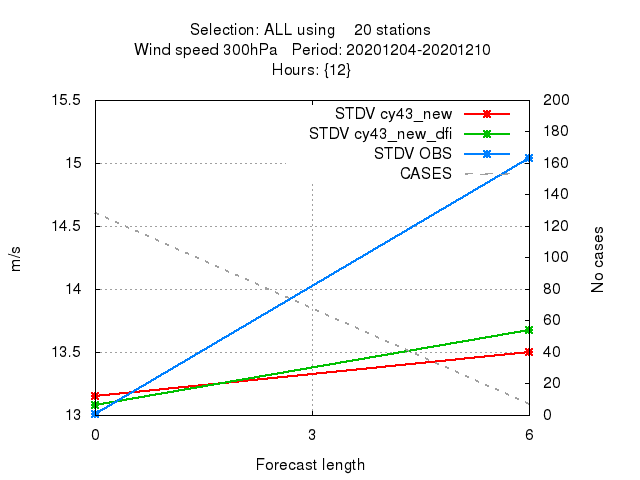 Selection: ALL using 20 stations
Wind speed 300hPa Period: 20201204-20201210
Hours: {12}
15.5
15
14.5
14
13.5
13
m/s
STDV cy43_new
STDV cy43_new_dfi
STDV OBS
CASES
200
180
160
140
120
100
80
60
40
20
0
No cases
0 3 6
Forecast length